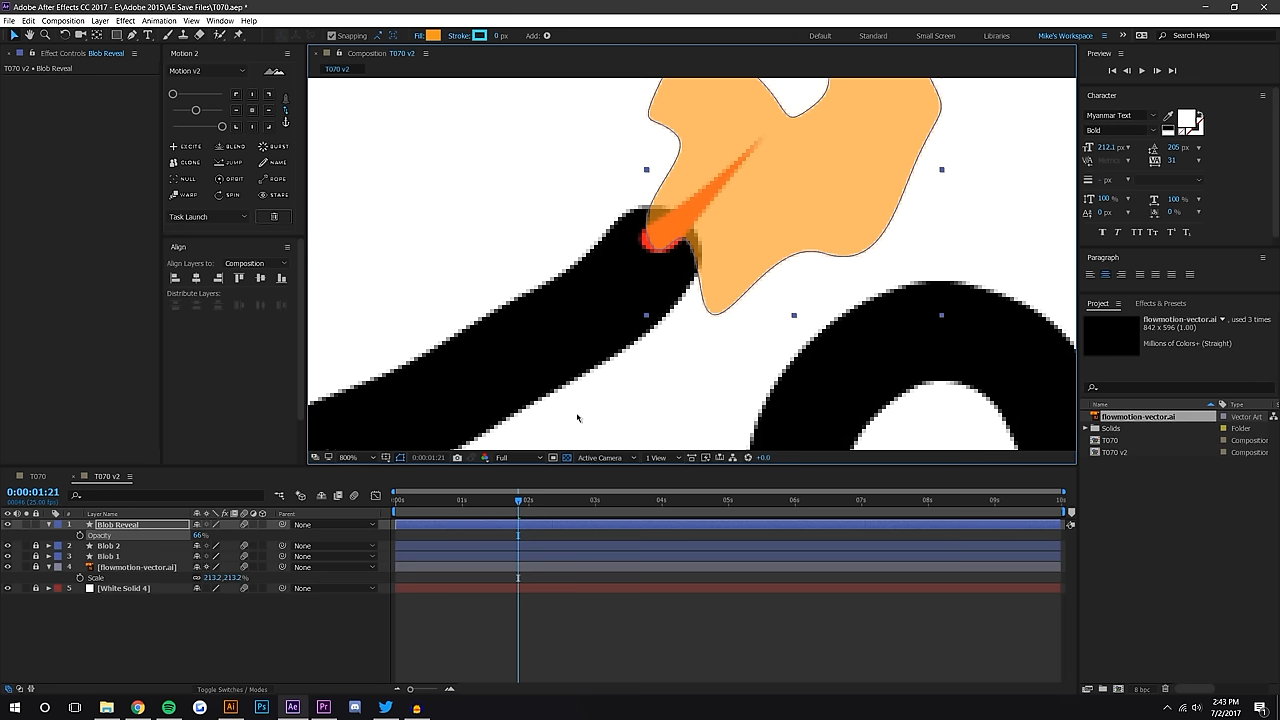 Adobe After Effects CC 2017 - E:\Adobe 2015\AE Save Files\T070.aep *
File Edit Composition Layer Effect Animation View Window Help
Snapping Fill: Stroke: 0 px Add: Default Standard Small Screen Libraries Mike's Workspace Search Help
Effect Controls Blob Reveal
T070 v2 • Blob Reveal
Motion 2
Motion v2
EXCITE BLEND BURST
CLONE JUMP NAME
NULL ORBIT ROPE
WARP SPIN STARE
Task Launch
Align
Align Layers to: Composition
Distribute Layers:
Composition T070 v2
T070 v2
800% 0:00:01:21 Full Active Camera 1 View +0.0
Preview
Character
Myanmar Text
Bold
212.1 px 205 px
Metrics 31
- px
100% 100%
0 px 0%
Paragraph
Project Effects & Presets
flowmotion-vector.ai, used 3 times
842 x 596 (1.00)
Millions of Colors+ (Straight)
Name Type
flowmotion-vector.ai Vector Art
Solids Folder
T070 Composition
T070 v2 Composition
8 bpc
T070 T070 v2
0:00:01:21
00046 (25.00 fps)
# Layer Name Parent
1 Blob Reveal None
Opacity 66%
2 Blob 2 None
3 Blob 1 None
4 [flowmotion-vector.ai] None
Scale 213.2,213.2%
5 [White Solid 4] None
:00s 01s 02s 03s 04s 05s 06s 07s 08s 09s 10s
Toggle Switches / Modes
2:43 PM
7/2/2017